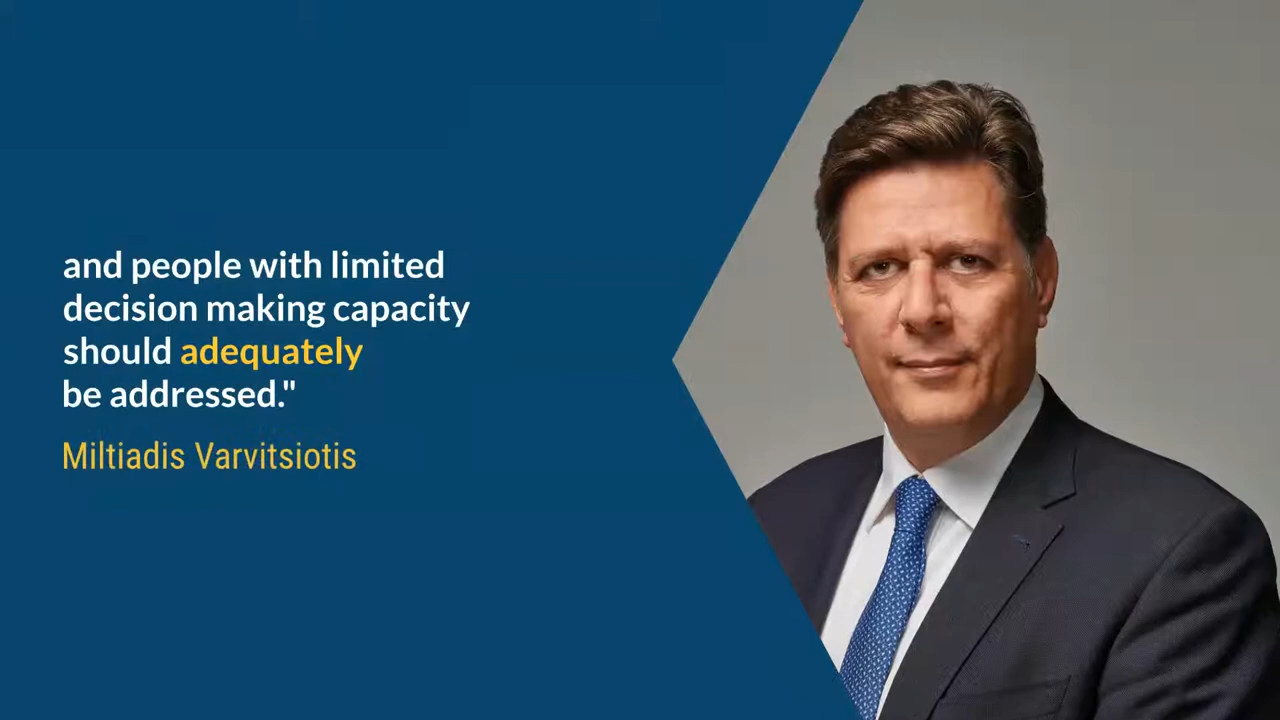 and people with limited
decision making capacity
should adequately
be addressed."
Miltiadis Varvitsiotis